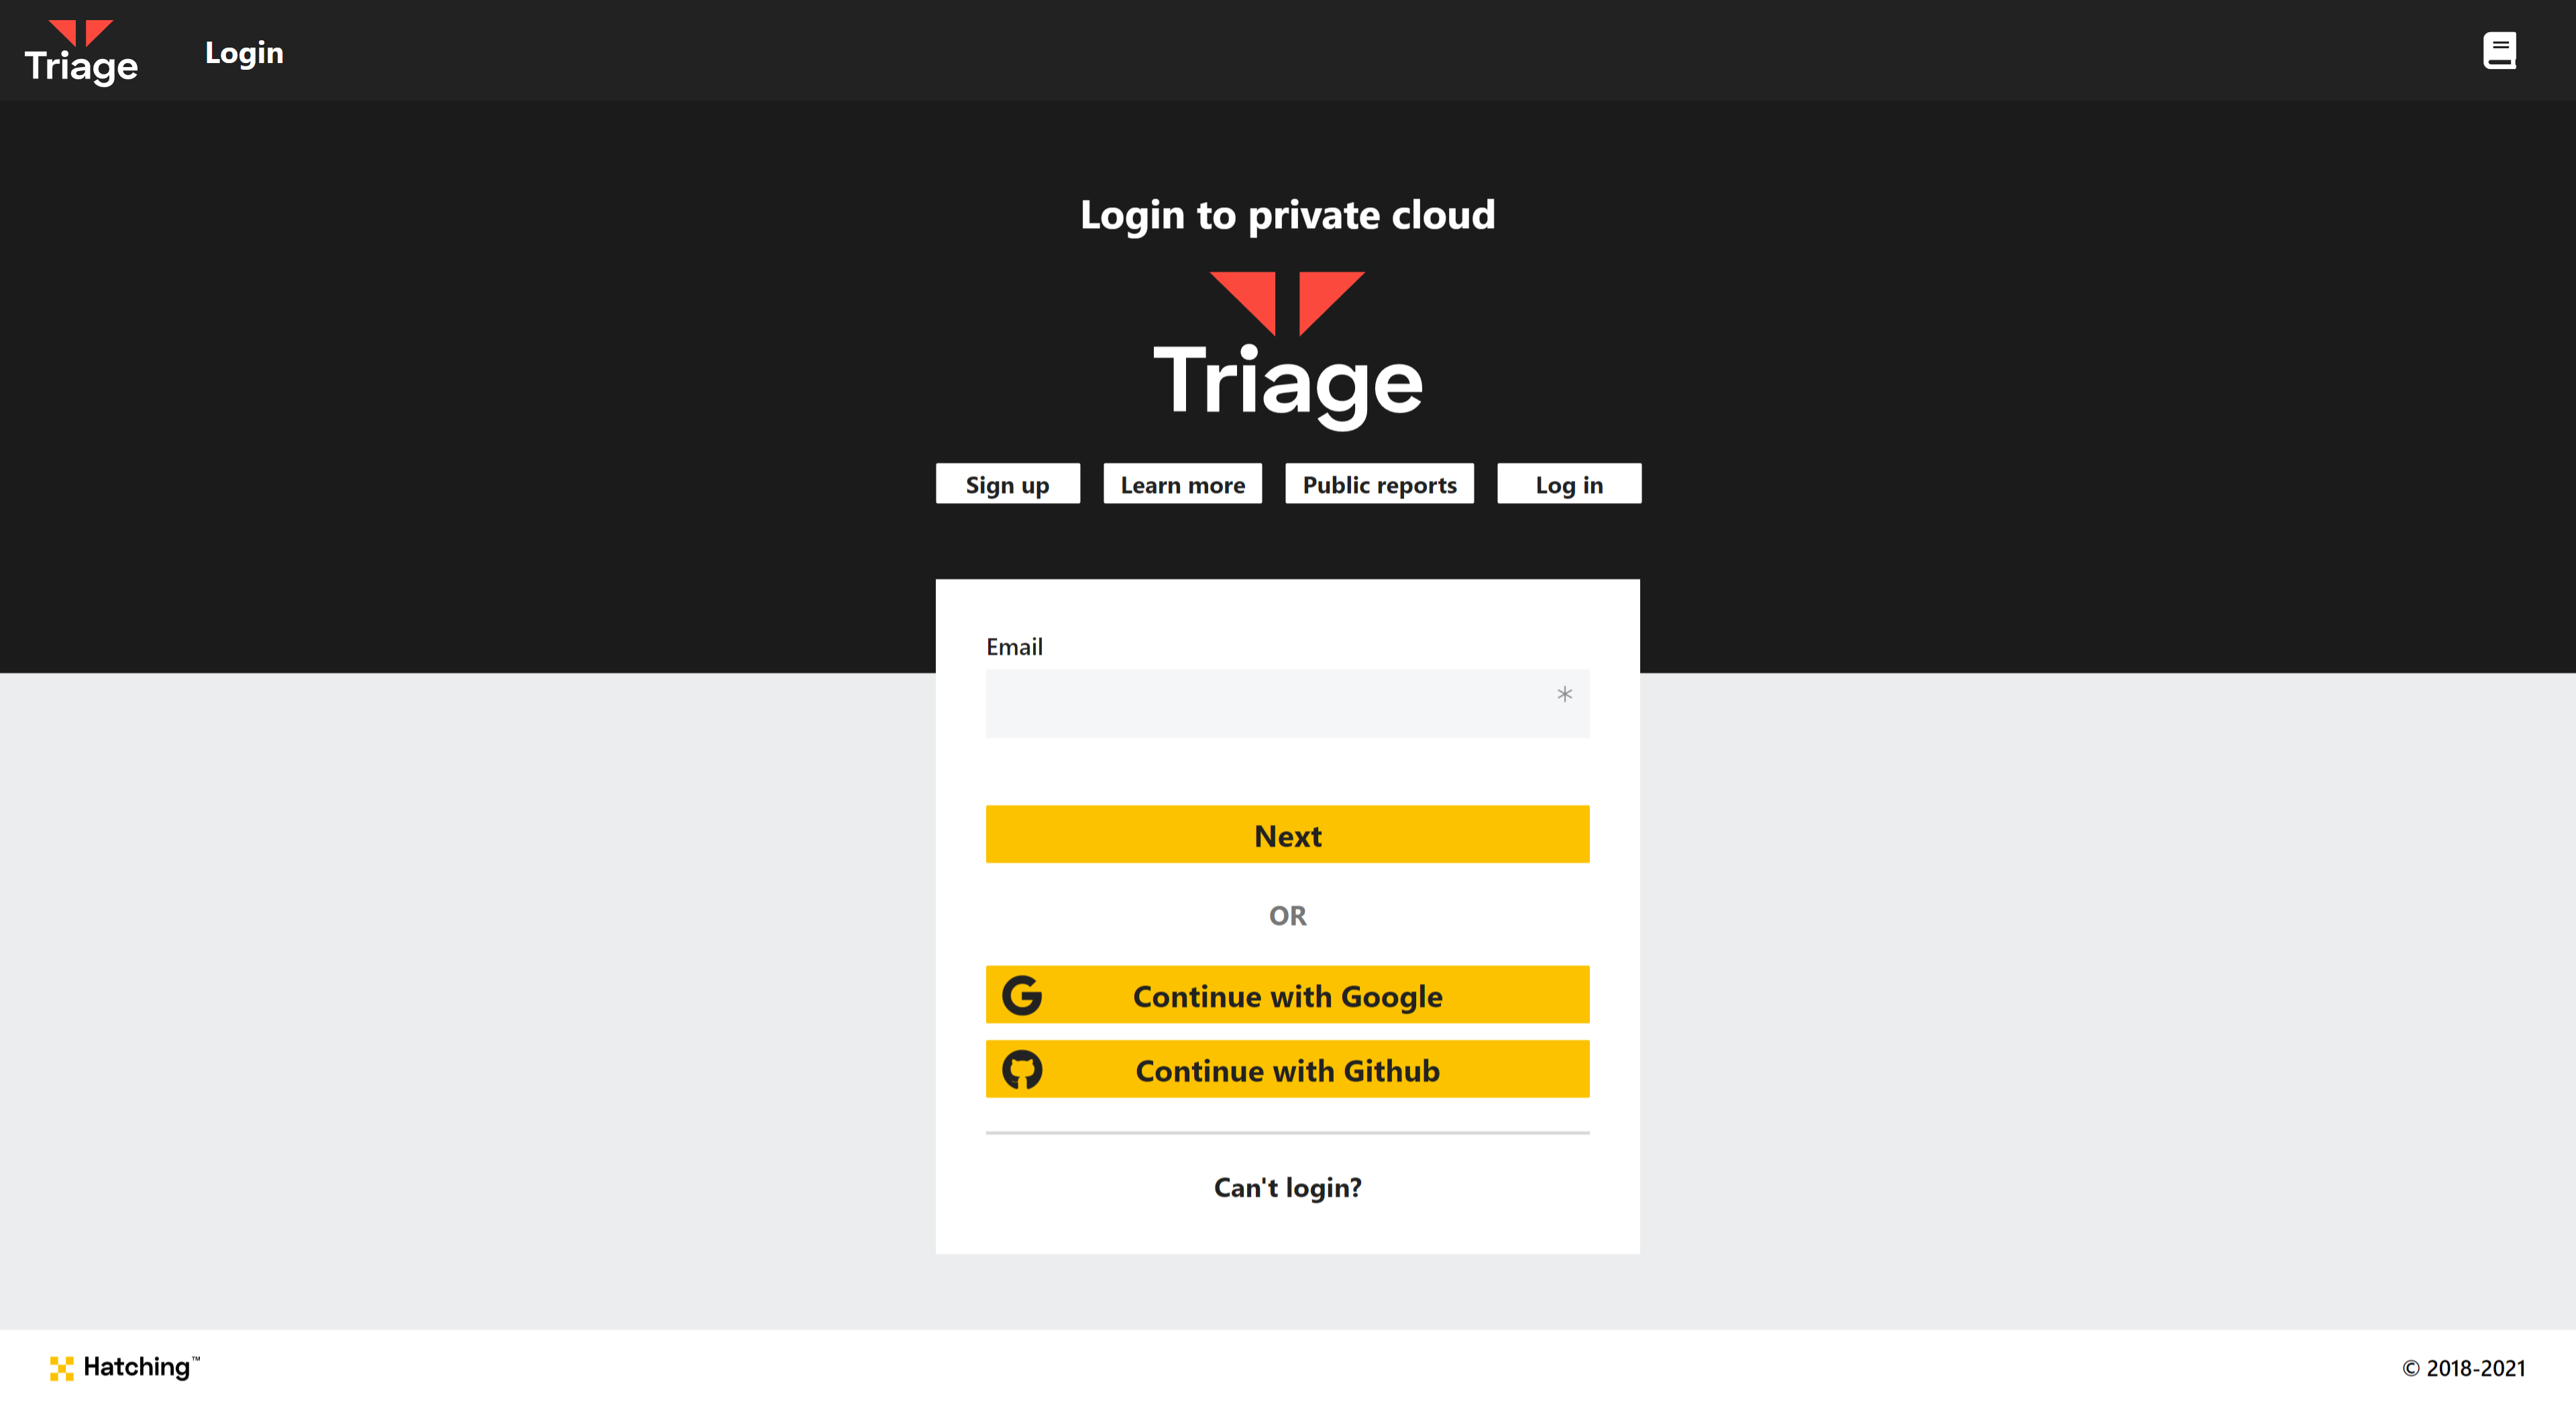 Triage
Login
Login to private cloud
Triage
Sign up
Learn more
Public reports
Log in
Email
*
Next
OR
Continue with Google
Continue with Github
Can't login?
Hatching™
© 2018-2021